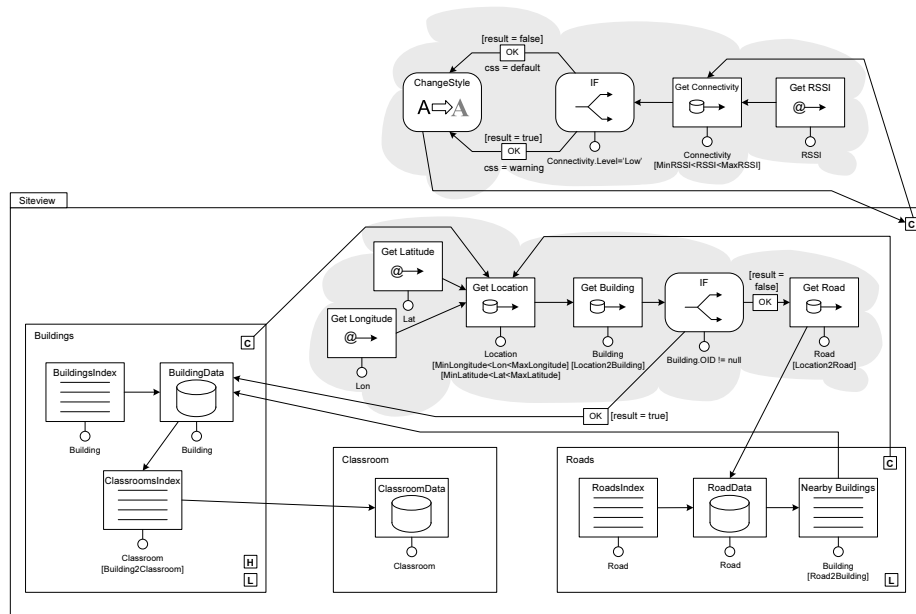 [result = false]
OK
css = default
ChangeStyle
A A
[result = true]
OK
css = warning
IF
Connectivity.Level='Low'
Get Connectivity
Connectivity
[MinRSSI<RSSI<MaxRSSI]
Get RSSI
@
RSSI
Siteview
C
Get Latitude
@
Lat
Get Longitude
@
Lon
Get Location
Location
[MinLongitude<Lon<MaxLongitude]
[MinLatitude<Lat<MaxLatitude]
Get Building
Building
[Location2Building]
IF
Building.OID != null
[result =
false]
OK
Get Road
Road
[Location2Road]
OK
[result = true]
Buildings
C
BuildingsIndex
Building
BuildingData
Building
ClassroomsIndex
Classroom
[Building2Classroom]
H
L
Classroom
ClassroomData
Classroom
Roads
C
RoadsIndex
Road
RoadData
Road
Nearby Buildings
Building
[Road2Building]
L